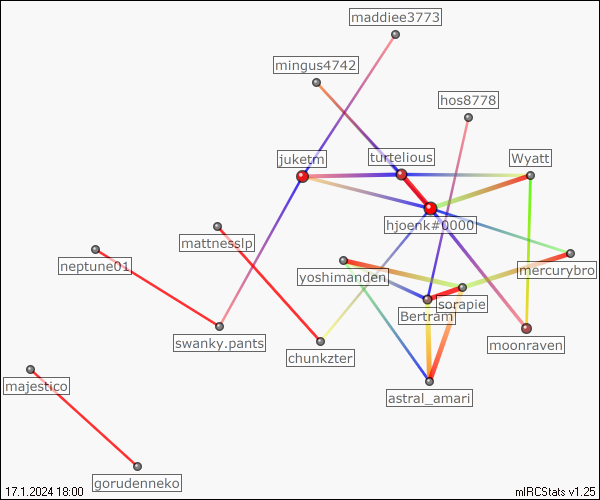 maddiee3773
mingus4742
hos8778
juketm
turtelious
Wyatt
hjoenk#0000
mattnesslp
neptune01
yoshimanden
mercurybro
sorapie
Bertram
swanky.pants
chunkzter
moonraven
majestico
astral_amari
gorudenneko
17.1.2024 18:00
mIRCStats v1.25